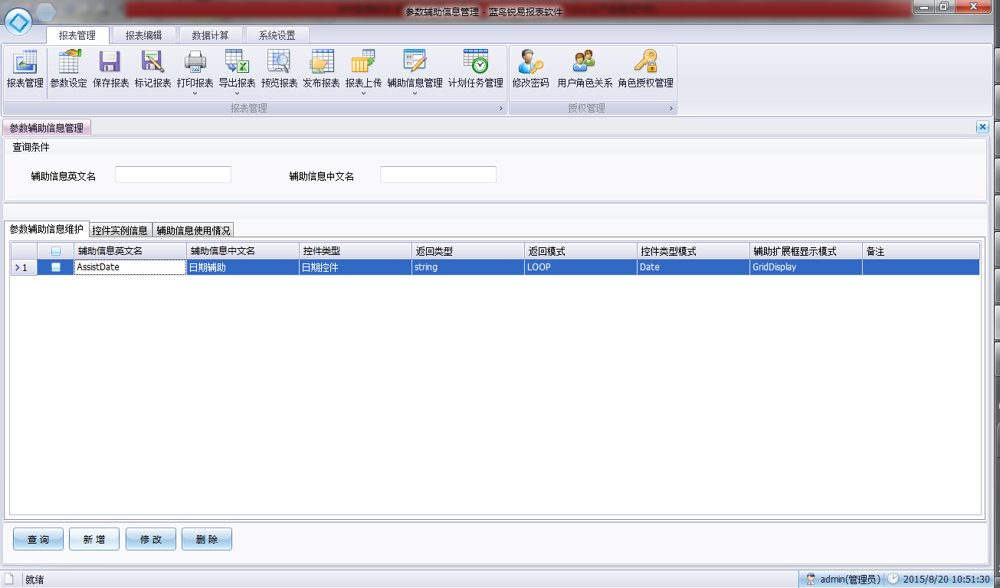 参数辅助信息管理 - 蓝鸟锐易报表软件
报表管理 报表编辑 数据计算 系统设置
报表管理 参数设定 保存报表 标记报表 打印报表 导出报表 预览报表 发布报表 报表上传 辅助信息管理 计划任务管理 修改密码 用户角色关系 角色授权管理
报表管理 授权管理
参数辅助信息管理
查询条件
辅助信息英文名 辅助信息中文名
参数辅助信息维护 控件实例信息 辅助信息使用情况
辅助信息英文名 辅助信息中文名 控件类型 返回类型 返回模式 控件类型模式 辅助扩展框显示模式 备注
1 AssistDate 日期辅助 日期控件 string LOOP Date GridDisplay
查 询 新 增 修 改 删 除
就绪 admin(管理员) 2015/8/20 10:51:30